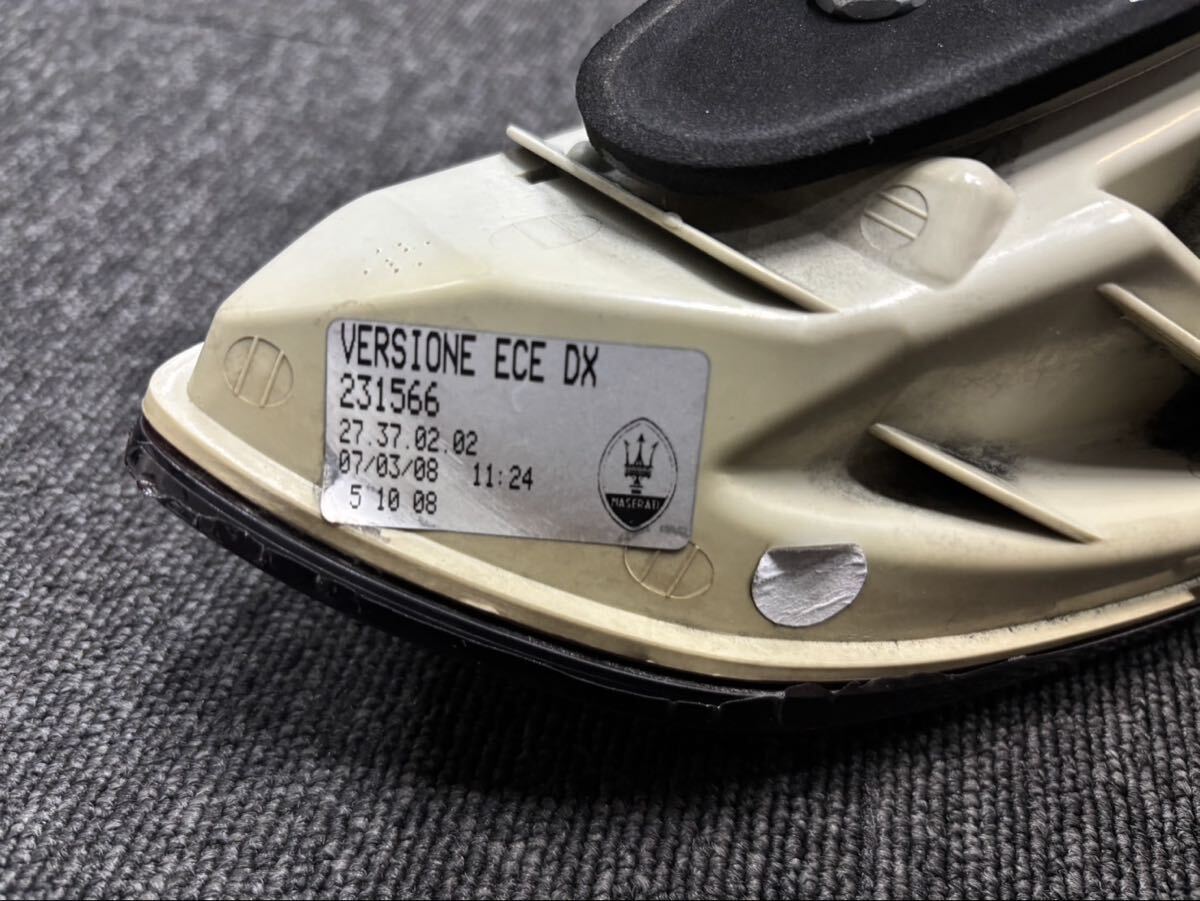 VERSIONE ECE DX
231566
27.37.02.02
07/03/08 11:24
5 10 08
MASERATI